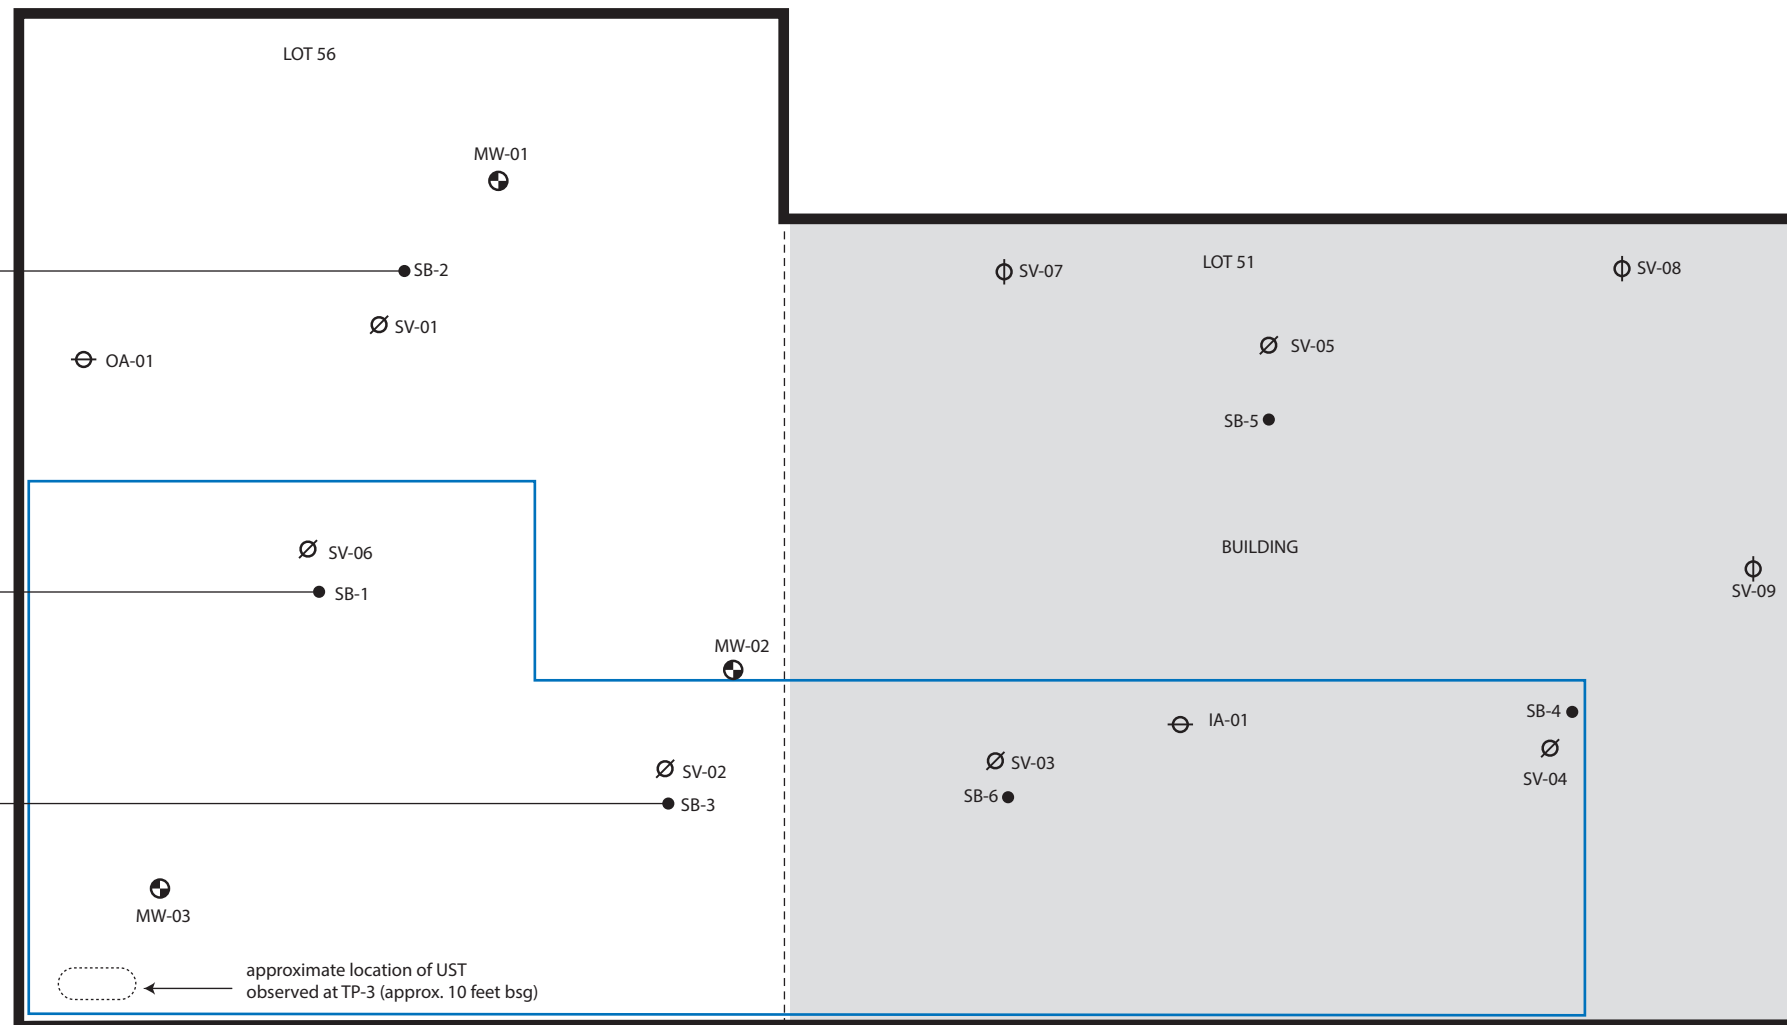 LOT 56
MW-01
SB-2
SV-07
LOT 51
SV-08
SV-01
OA-01
SV-05
SB-5
SV-06
BUILDING
SB-1
SV-09
MW-02
SB-4
IA-01
SV-02
SV-03
SV-04
SB-3
SB-6
MW-03
approximate location of UST
observed at TP-3 (approx. 10 feet bsg)